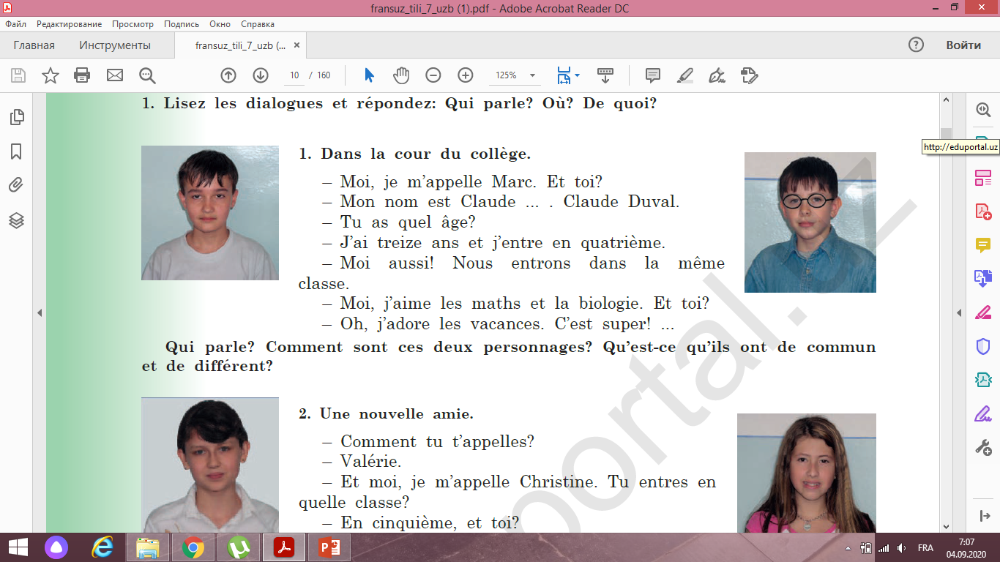 fransuz_tili_7_uzb (1).pdf - Adobe Acrobat Reader DC
Файл Редактирование Просмотр Подпись Окно Справка
Главная Инструменты fransuz_tili_7_uzb (... × Войти
10 / 160 125%
http://eduportal.uz
1. Lisez les dialogues et répondez: Qui parle? Où? De quoi?
1. Dans la cour du collège.
– Moi, je m’appelle Marc. Et toi?
– Mon nom est Claude ... . Claude Duval.
– Tu as quel âge?
– J’ai treize ans et j’entre en quatrième.
– Moi aussi! Nous entrons dans la même
classe.
– Moi, j’aime les maths et la biologie. Et toi?
– Oh, j’adore les vacances. C’est super! ...
Qui parle? Comment sont ces deux personnages? Qu’est-ce qu’ils ont de commun
et de différent?
2. Une nouvelle amie.
– Comment tu t’appelles?
– Valérie.
– Et moi, je m’appelle Christine. Tu entres en
quelle classe?
– En cinquième, et toi?
portal.
FRA
7:07
04.09.2020